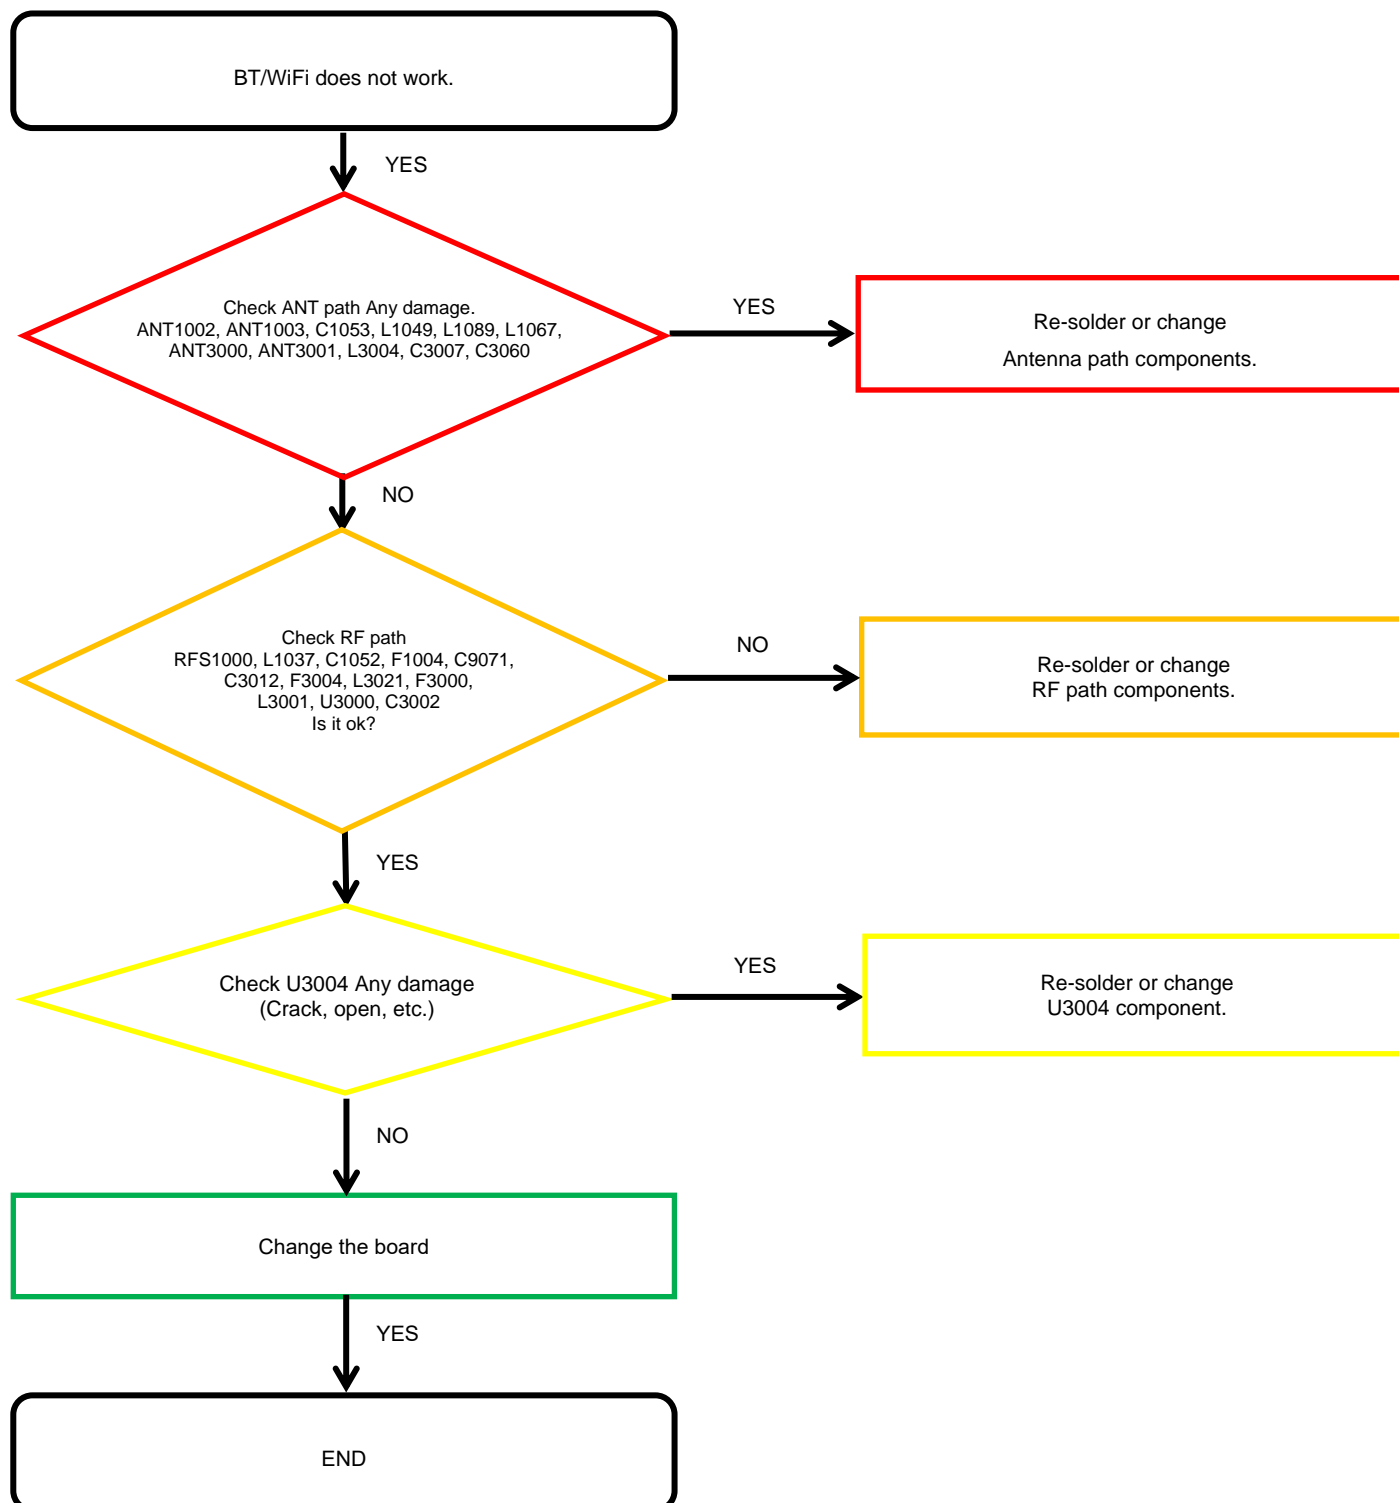 BT/WiFi does not work.
YES
Check ANT path Any damage.
ANT1002, ANT1003, C1053, L1049, L1089, L1067,
ANT3000, ANT3001, L3004, C3007, C3060
YES
Re-solder or change
Antenna path components.
NO
Check RF path
RFS1000, L1037, C1052, F1004, C9071,
C3012, F3004, L3021, F3000,
L3001, U3000, C3002
Is it ok?
NO
Re-solder or change
RF path components.
YES
Check U3004 Any damage
(Crack, open, etc.)
YES
Re-solder or change
U3004 component.
NO
Change the board
YES
END